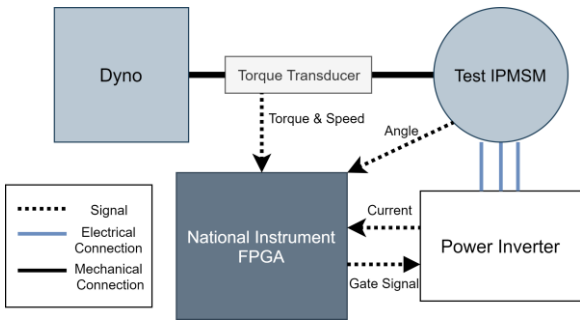 Dyno
Torque Transducer
Test IPMSM
Torque & Speed
Angle
Signal
Electrical
Connection
Mechanical
Connection
National Instrument
FPGA
Current
Gate Signal
Power Inverter